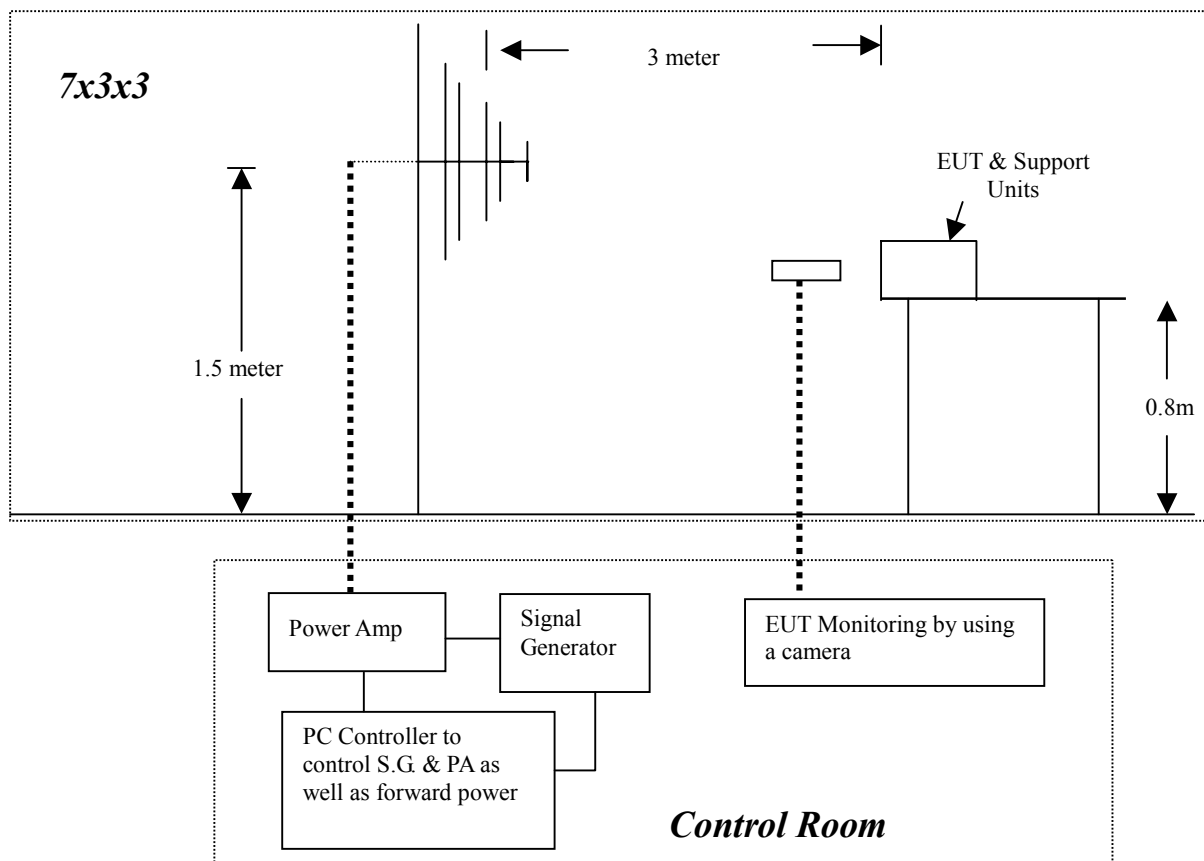 3 meter
7x3x3
EUT & Support
Units
1.5 meter
0.8m
Power Amp
Signal
Generator
EUT Monitoring by using
a camera
PC Controller to
control S.G. & PA as
well as forward power
Control Room